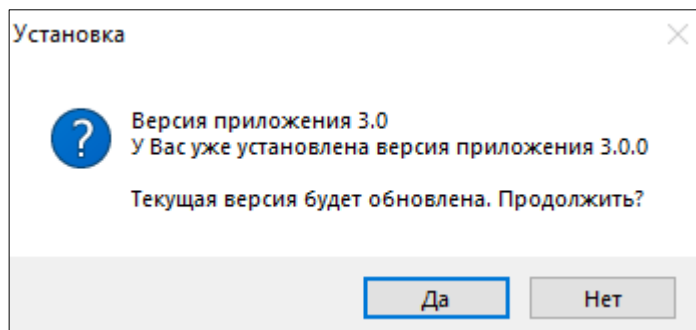 Установка
Версия приложения 3.0
У Вас уже установлена версия приложения 3.0.0
Текущая версия будет обновлена. Продолжить?
Да
Нет